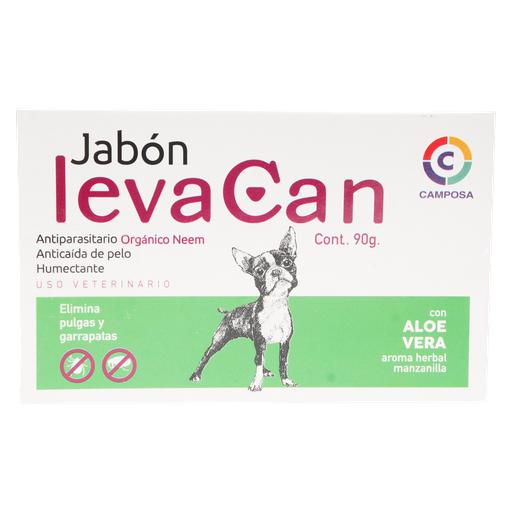 Jabón
levaCan
Antiparasitario Orgánico Neem
Anticaída de pelo
Humectante
USO VETERINARIO
Cont. 90g.
C
CAMPOSA
Elimina
pulgas y
garrapatas
con
ALOE
VERA
aroma herbal
manzanilla